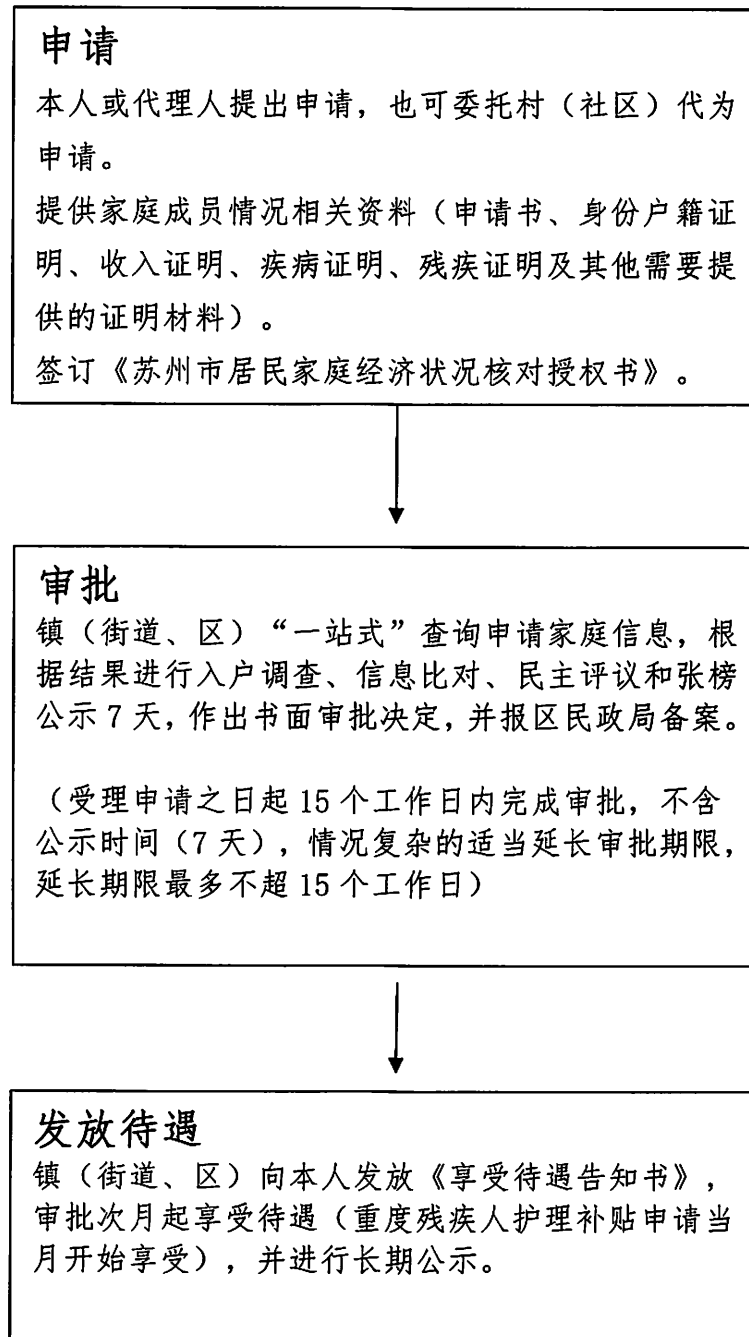 申请
本人或代理人提出申请，也可委托村（社区）代为
申请。
提供家庭成员情况相关资料（申请书、身份户籍证
明、收入证明、疾病证明、残疾证明及其他需要提
供的证明材料）。
签订《苏州市居民家庭经济状况核对授权书》。
审批
镇（街道、区）“一站式”查询申请家庭信息，根
据结果进行入户调查、信息比对、民主评议和张榜
公示7天，作出书面审批决定，并报区民政局备案。
（受理申请之日起15个工作日内完成审批，不含
公示时间（7天），情况复杂的适当延长审批期限，
延长期限最多不超15个工作日）
发放待遇
镇（街道、区）向本人发放《享受待遇告知书》，
审批次月起享受待遇（重度残疾人护理补贴申请当
月开始享受），并进行长期公示。